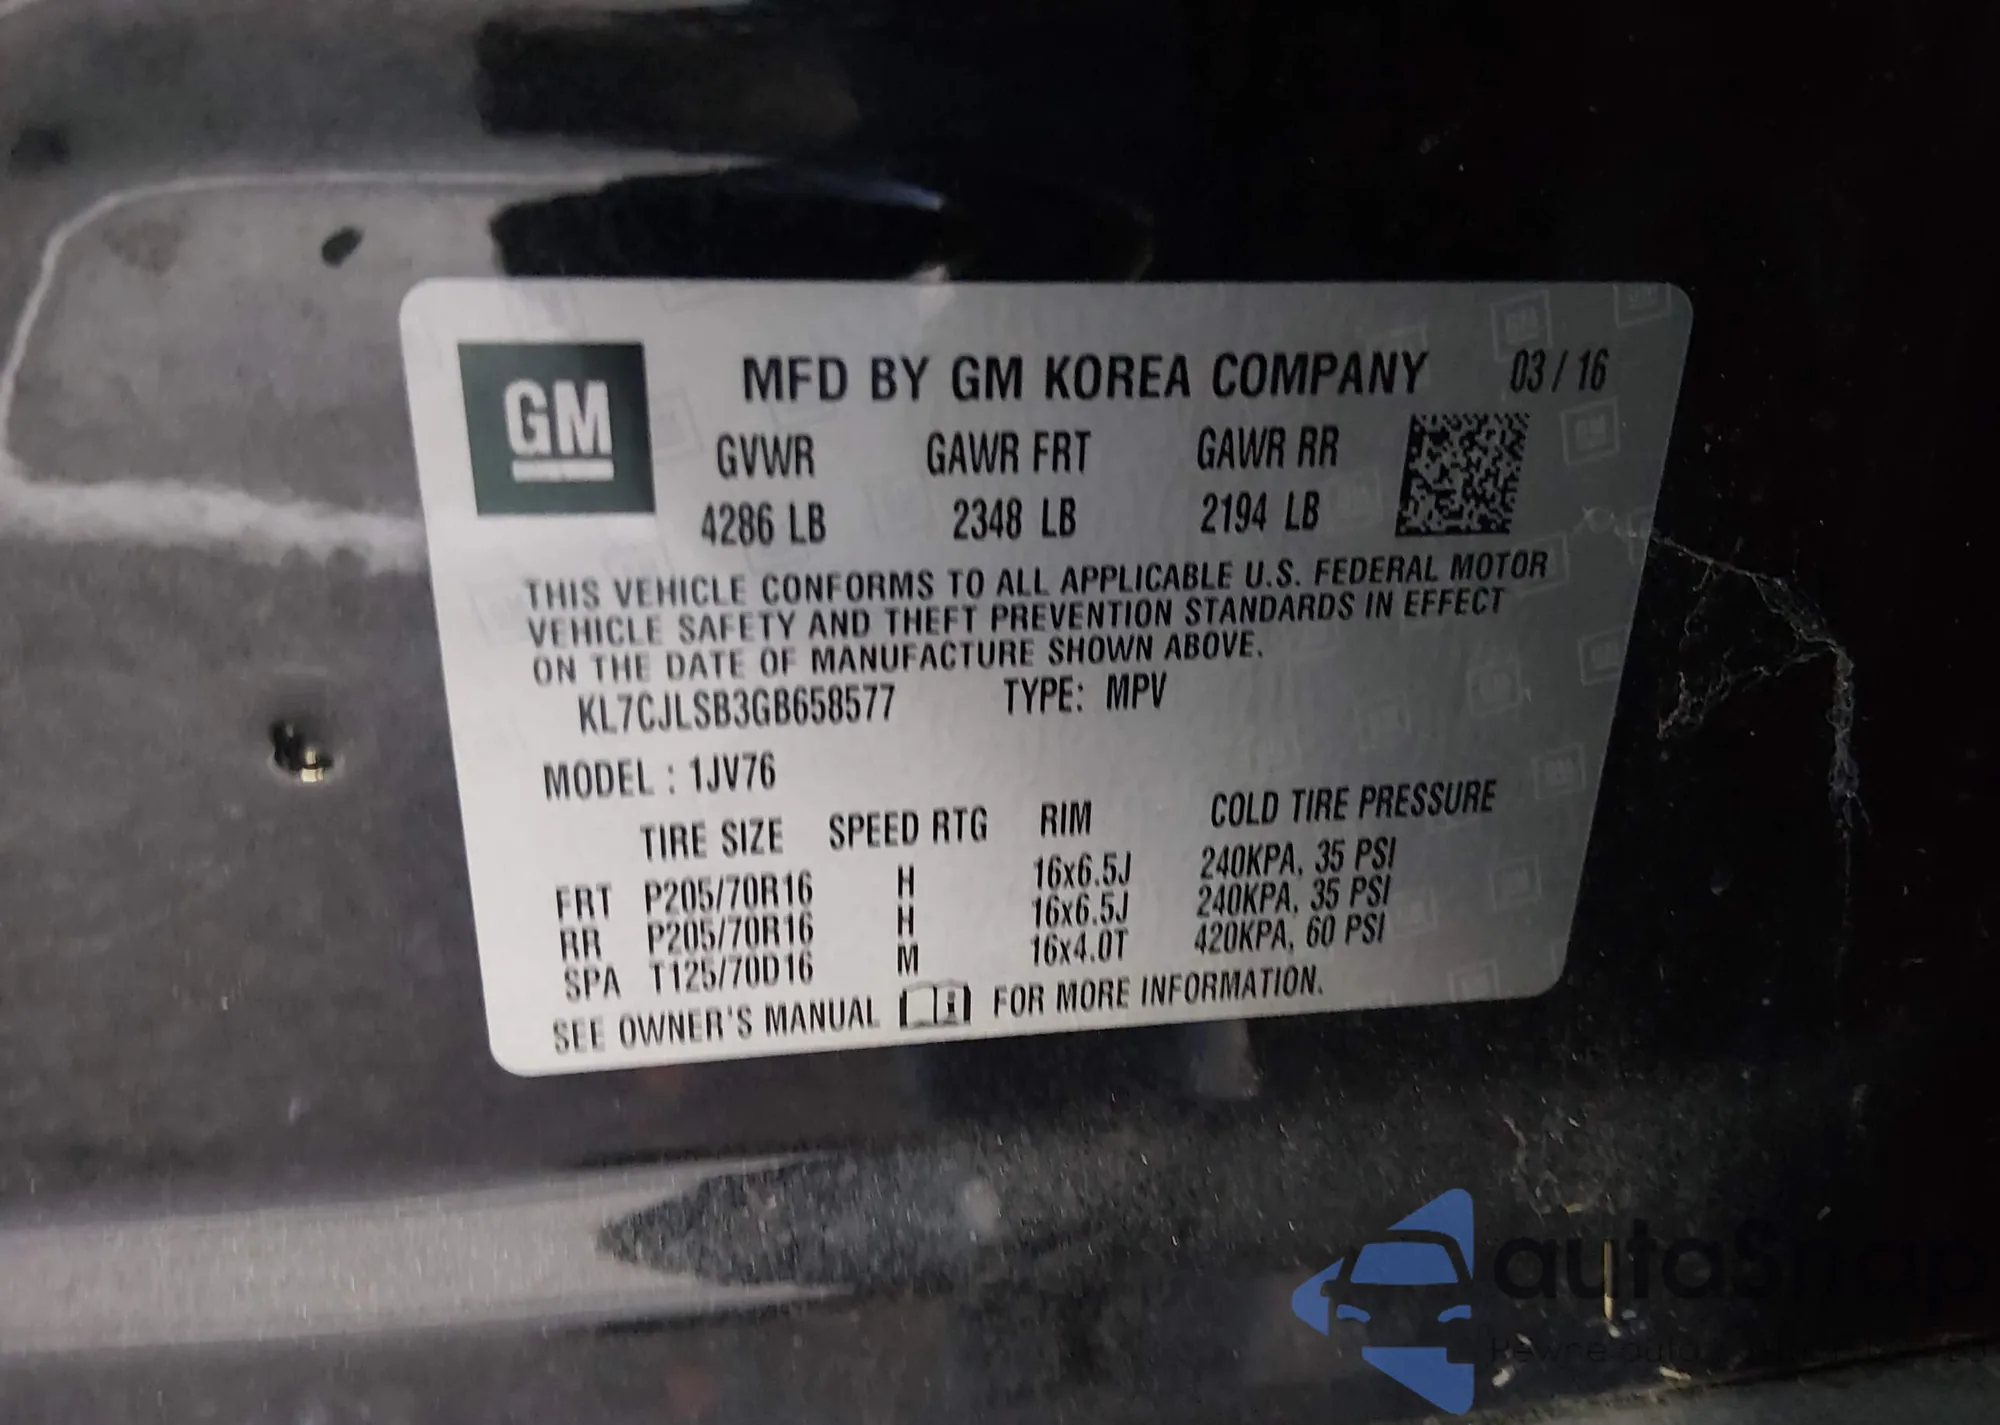 GM
MFD BY GM KOREA COMPANY 03 / 16
GVWR GAWR FRT GAWR RR
4286 LB 2348 LB 2194 LB
THIS VEHICLE CONFORMS TO ALL APPLICABLE U.S. FEDERAL MOTOR
VEHICLE SAFETY AND THEFT PREVENTION STANDARDS IN EFFECT
ON THE DATE OF MANUFACTURE SHOWN ABOVE.
KL7CJLSB3GB658577 TYPE: MPV
MODEL : 1JV76
TIRE SIZE SPEED RTG RIM COLD TIRE PRESSURE
FRT P205/70R16 H 16x6.5J 240KPA, 35 PSI
RR P205/70R16 H 16x6.5J 240KPA, 35 PSI
SPA T125/70D16 M 16x4.0T 420KPA, 60 PSI
SEE OWNER'S MANUAL i FOR MORE INFORMATION.
autoSnap